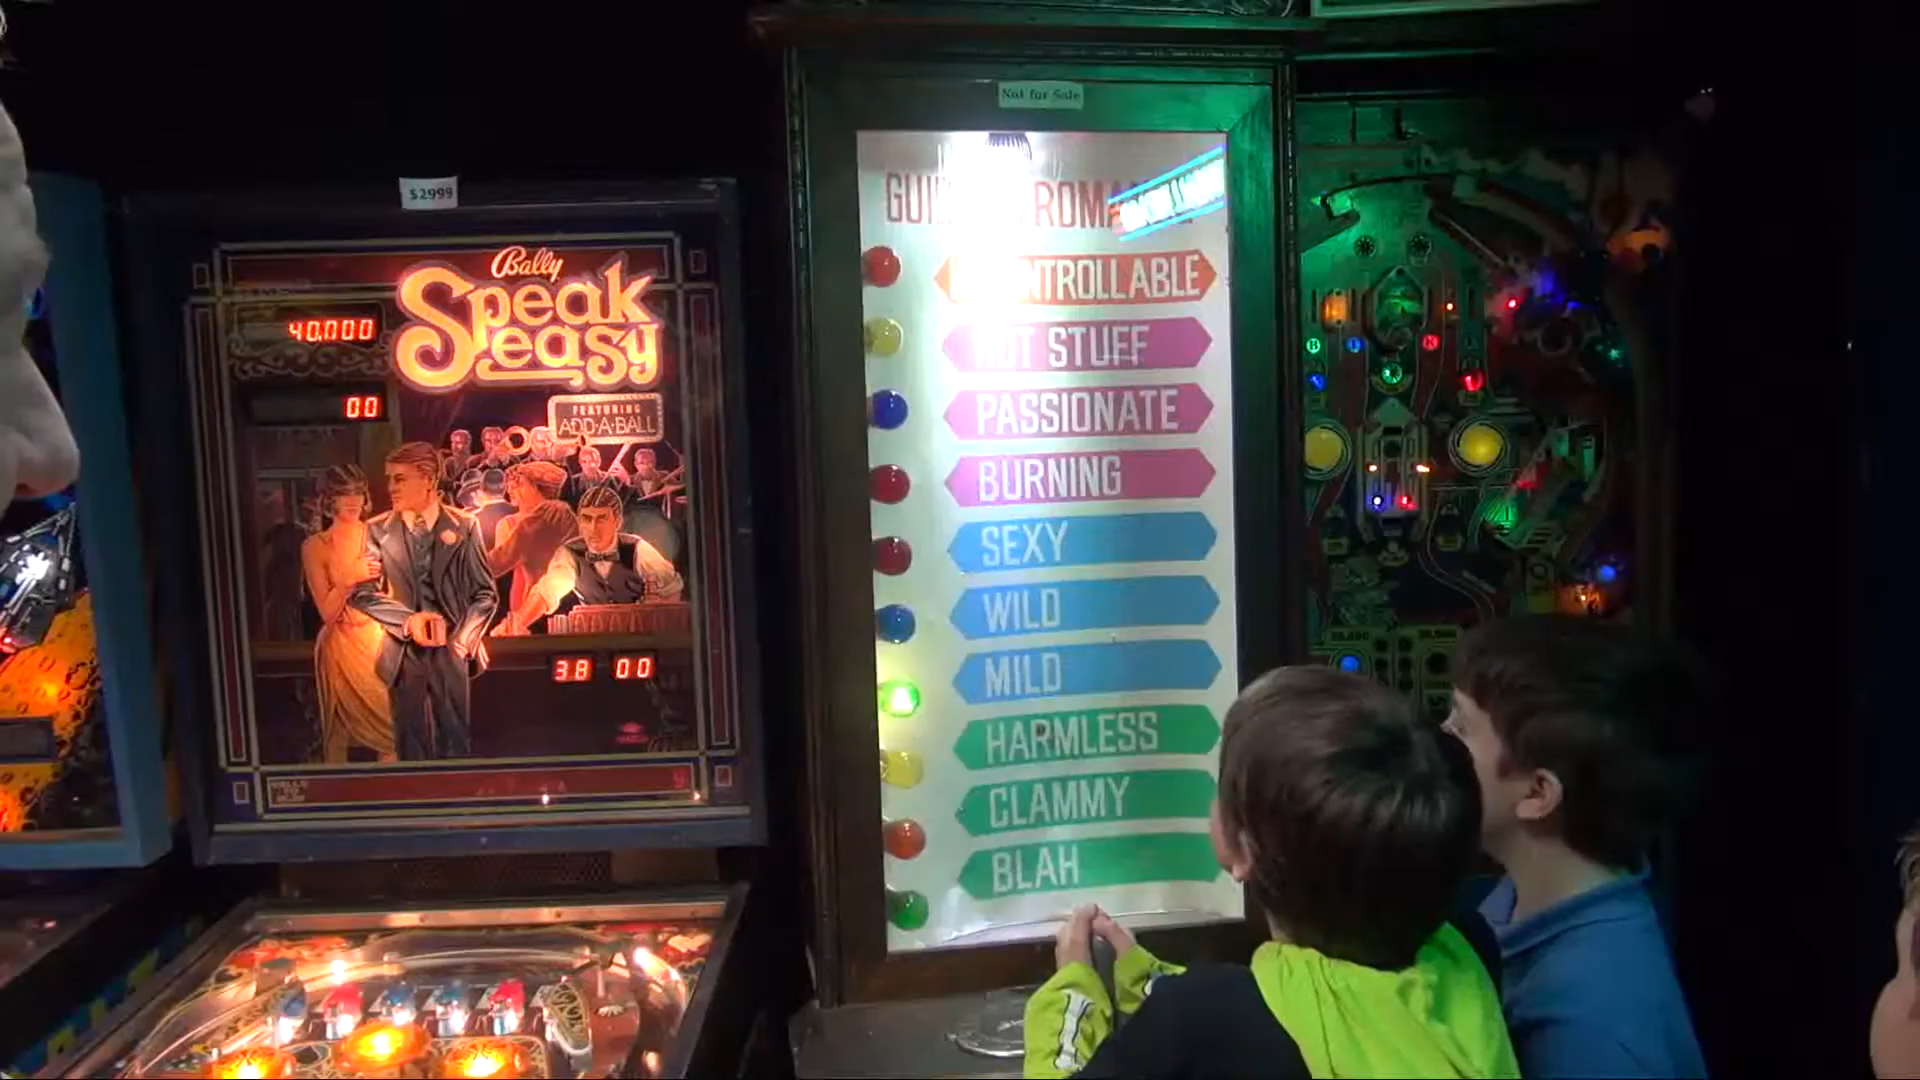 $2999
Bally
Speak
easy
FEATURING
ADD-A-BALL
40,000
00
38 00
Not for Sale
HOT STUFF
PASSIONATE
BURNING
SEXY
WILD
MILD
HARMLESS
CLAMMY
BLAH